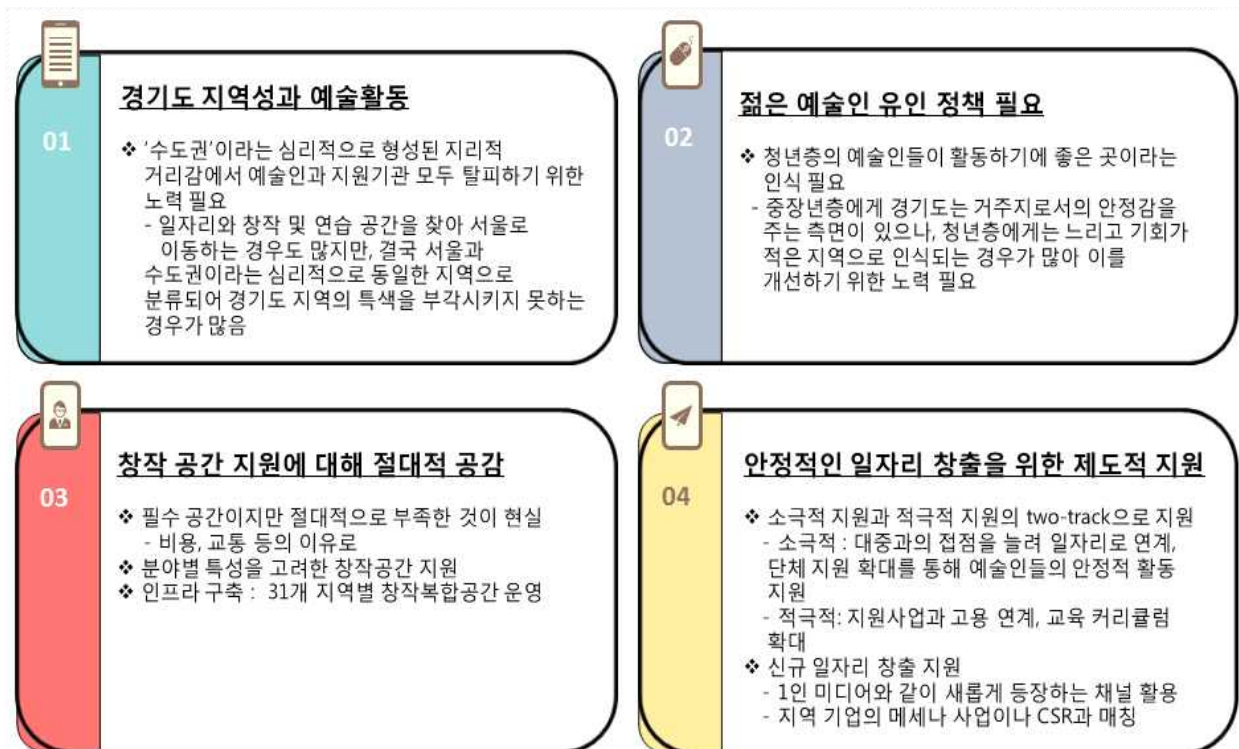 01
경기도 지역성과 예술활동
❖ '수도권'이라는 심리적으로 형성된 지리적
거리감에서 예술인과 지원기관 모두 탈피하기 위한
노력 필요
- 일자리와 창작 및 연습 공간을 찾아 서울로
이동하는 경우도 많지만, 결국 서울과
수도권이라는 심리적으로 동일한 지역으로
분류되어 경기도 지역의 특색을 부각시키지 못하는
경우가 많음
02
젊은 예술인 유인 정책 필요
❖ 청년층의 예술인들이 활동하기에 좋은 곳이라는
인식 필요
- 중장년층에게 경기도는 거주지로서의 안정감을
주는 측면이 있으나, 청년층에게는 느리고 기회가
적은 지역으로 인식되는 경우가 많아 이를
개선하기 위한 노력 필요
03
창작 공간 지원에 대해 절대적 공감
❖ 필수 공간이지만 절대적으로 부족한 것이 현실
- 비용, 교통 등의 이유로
❖ 분야별 특성을 고려한 창작공간 지원
❖ 인프라 구축 : 31개 지역별 창작복합공간 운영
04
안정적인 일자리 창출을 위한 제도적 지원
❖ 소극적 지원과 적극적 지원의 two-track으로 지원
- 소극적 : 대중과의 접점을 늘려 일자리로 연계,
단체 지원 확대를 통해 예술인들의 안정적 활동
지원
- 적극적: 지원사업과 고용 연계, 교육 커리큘럼
확대
❖ 신규 일자리 창출 지원
- 1인 미디어와 같이 새롭게 등장하는 채널 활용
- 지역 기업의 메세나 사업이나 CSR과 매칭